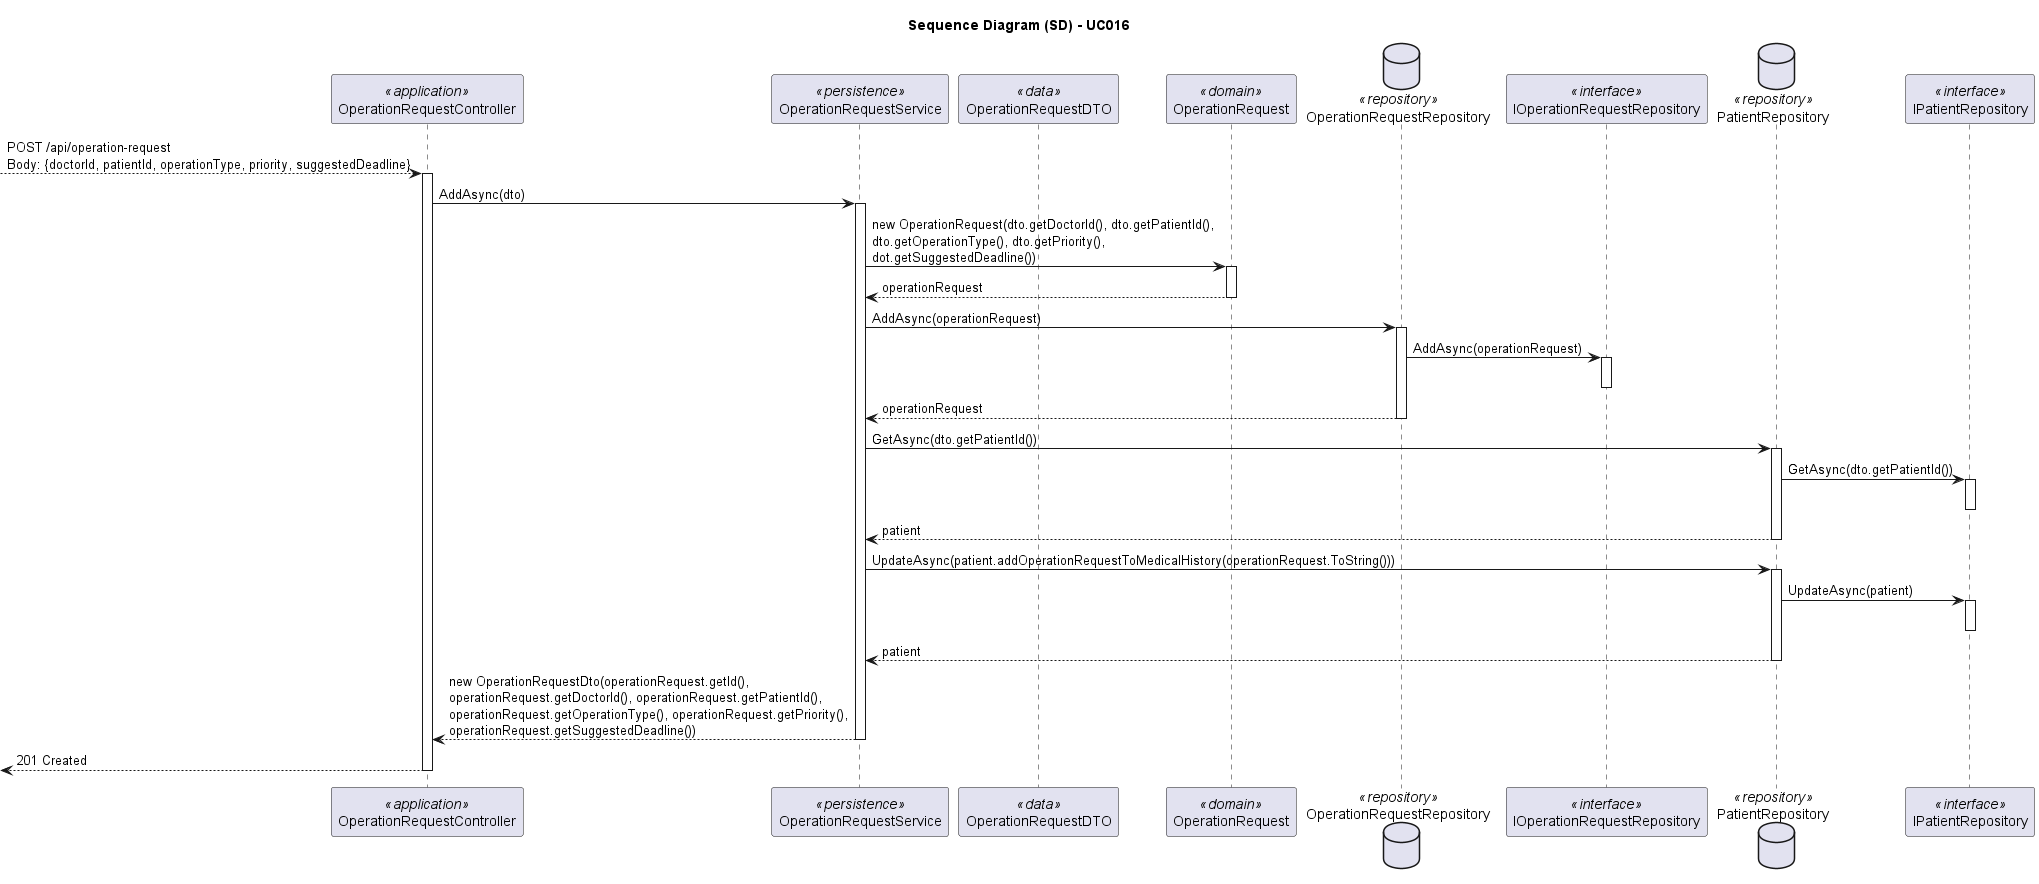 Sequence Diagram (SD) - UC016
«application»
OperationRequestController
«persistence»
OperationRequestService
«data»
OperationRequestDTO
«domain»
OperationRequest
«repository»
OperationRequestRepository
«interface»
IOperationRequestRepository
«repository»
PatientRepository
«interface»
IPatientRepository
POST /api/operation-request
Body: {doctorId, patientId, operationType, priority, suggestedDeadline}
AddAsync(dto)
new OperationRequest(dto.getDoctorId(), dto.getPatientId(),
dto.getOperationType(), dto.getPriority(),
dot.getSuggestedDeadline())
operationRequest
AddAsync(operationRequest)
AddAsync(operationRequest)
operationRequest
GetAsync(dto.getPatientId())
GetAsync(dto.getPatientId())
patient
UpdateAsync(patient.addOperationRequestToMedicalHistory(operationRequest.ToString()))
UpdateAsync(patient)
patient
new OperationRequestDto(operationRequest.getId(),
operationRequest.getDoctorId(), operationRequest.getPatientId(),
operationRequest.getOperationType(), operationRequest.getPriority(),
operationRequest.getSuggestedDeadline())
201 Created
«application»
OperationRequestController
«persistence»
OperationRequestService
«data»
OperationRequestDTO
«domain»
OperationRequest
«repository»
OperationRequestRepository
«interface»
IOperationRequestRepository
«repository»
PatientRepository
«interface»
IPatientRepository